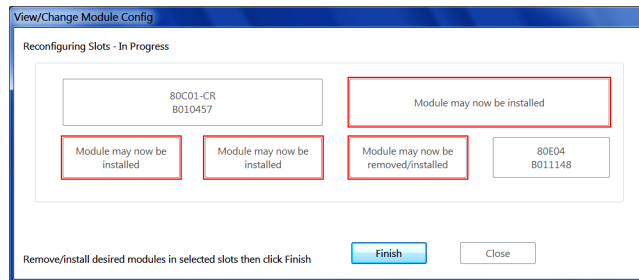 View/Change Module Config
Reconfiguring Slots - In Progress
80C01-CR
B010457
Module may now be installed
Module may now be
installed
Module may now be
installed
Module may now be
removed/installed
80E04
B011148
Remove/install desired modules in selected slots then click Finish
Finish
Close